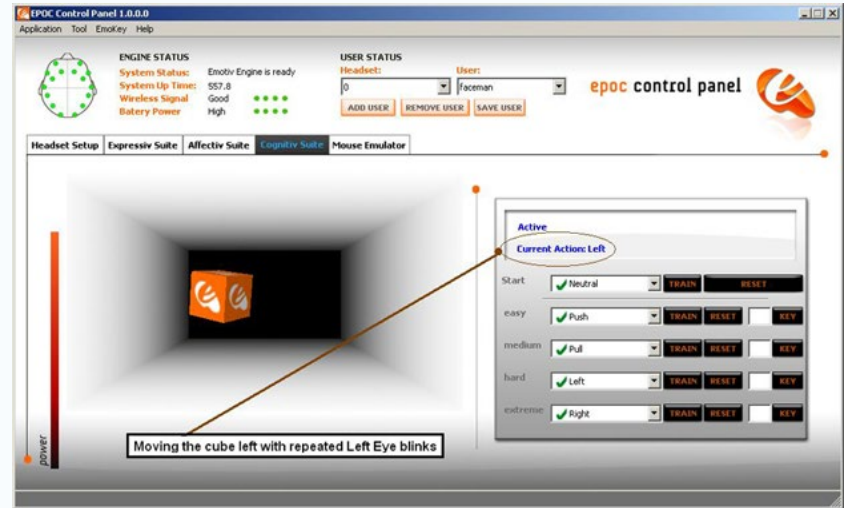 EPOC Control Panel 1.0.0.0
Application Tool EmoKey Help
ENGINE STATUS
System Status: Emotiv Engine is ready
System Up Time: 557.8
Wireless Signal Good
Batery Power High
USER STATUS
Headset: User:
0 faceman
ADD USER REMOVE USER SAVE USER
epoc control panel
Headset Setup Expressiv Suite Affectiv Suite Cognitiv Suite Mouse Emulator
Active
Current Action: Left
Start Neutral TRAIN RESET
easy Push TRAIN RESET KEY
medium Pull TRAIN RESET KEY
hard Left TRAIN RESET KEY
extreme Right TRAIN RESET KEY
Moving the cube left with repeated Left Eye blinks
power